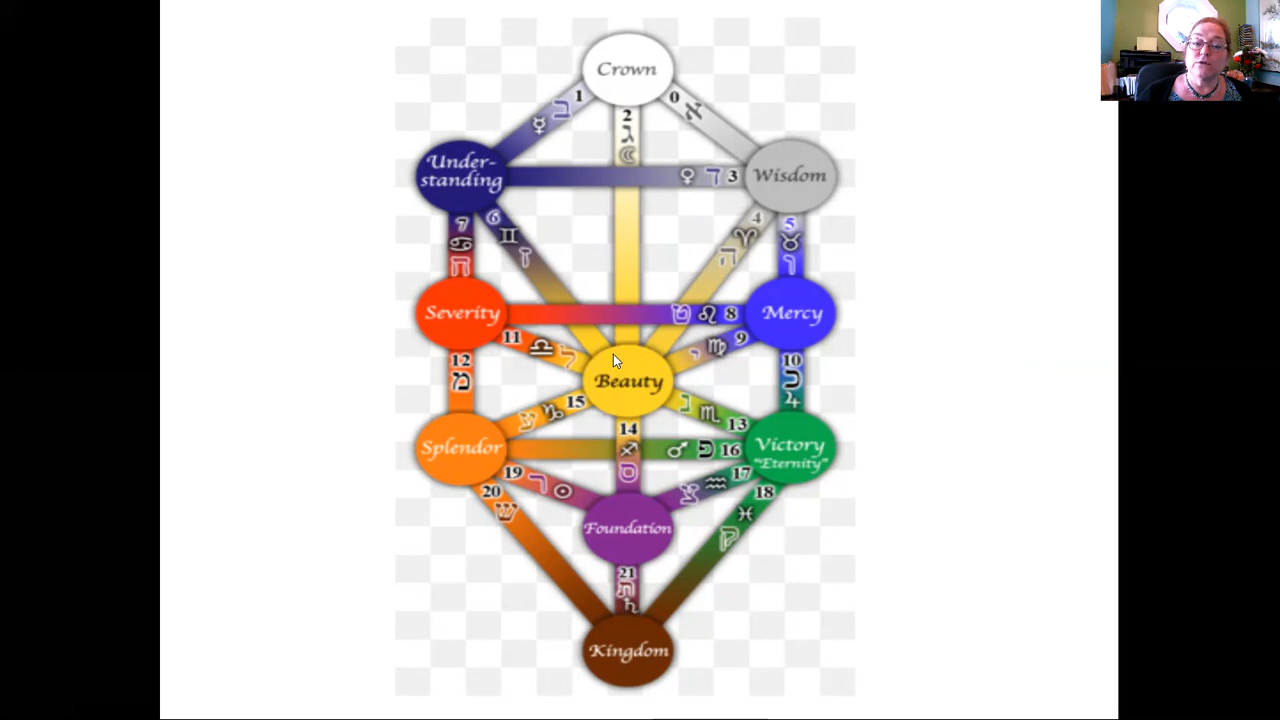 Crown
1 0
ב א
2
☿ ג
☾
Under-
standing
♀ ד 3
Wisdom
7 6 4 5
♋ ♊ ♈ ♉
ח ז ה ו
Severity
ט ♌ 8
Mercy
11 ♎ ל
י ♍ 9
12
מ
Beauty
10
כ
♃
ע ♑ 15
נ ♏ 13
14
♐
ס
Splendor
♂ פ 16
Victory
"Eternity"
19 ר ☉
צ ♒ 17
20
ש
18
♓
ק
Foundation
21
ת
♄
Kingdom